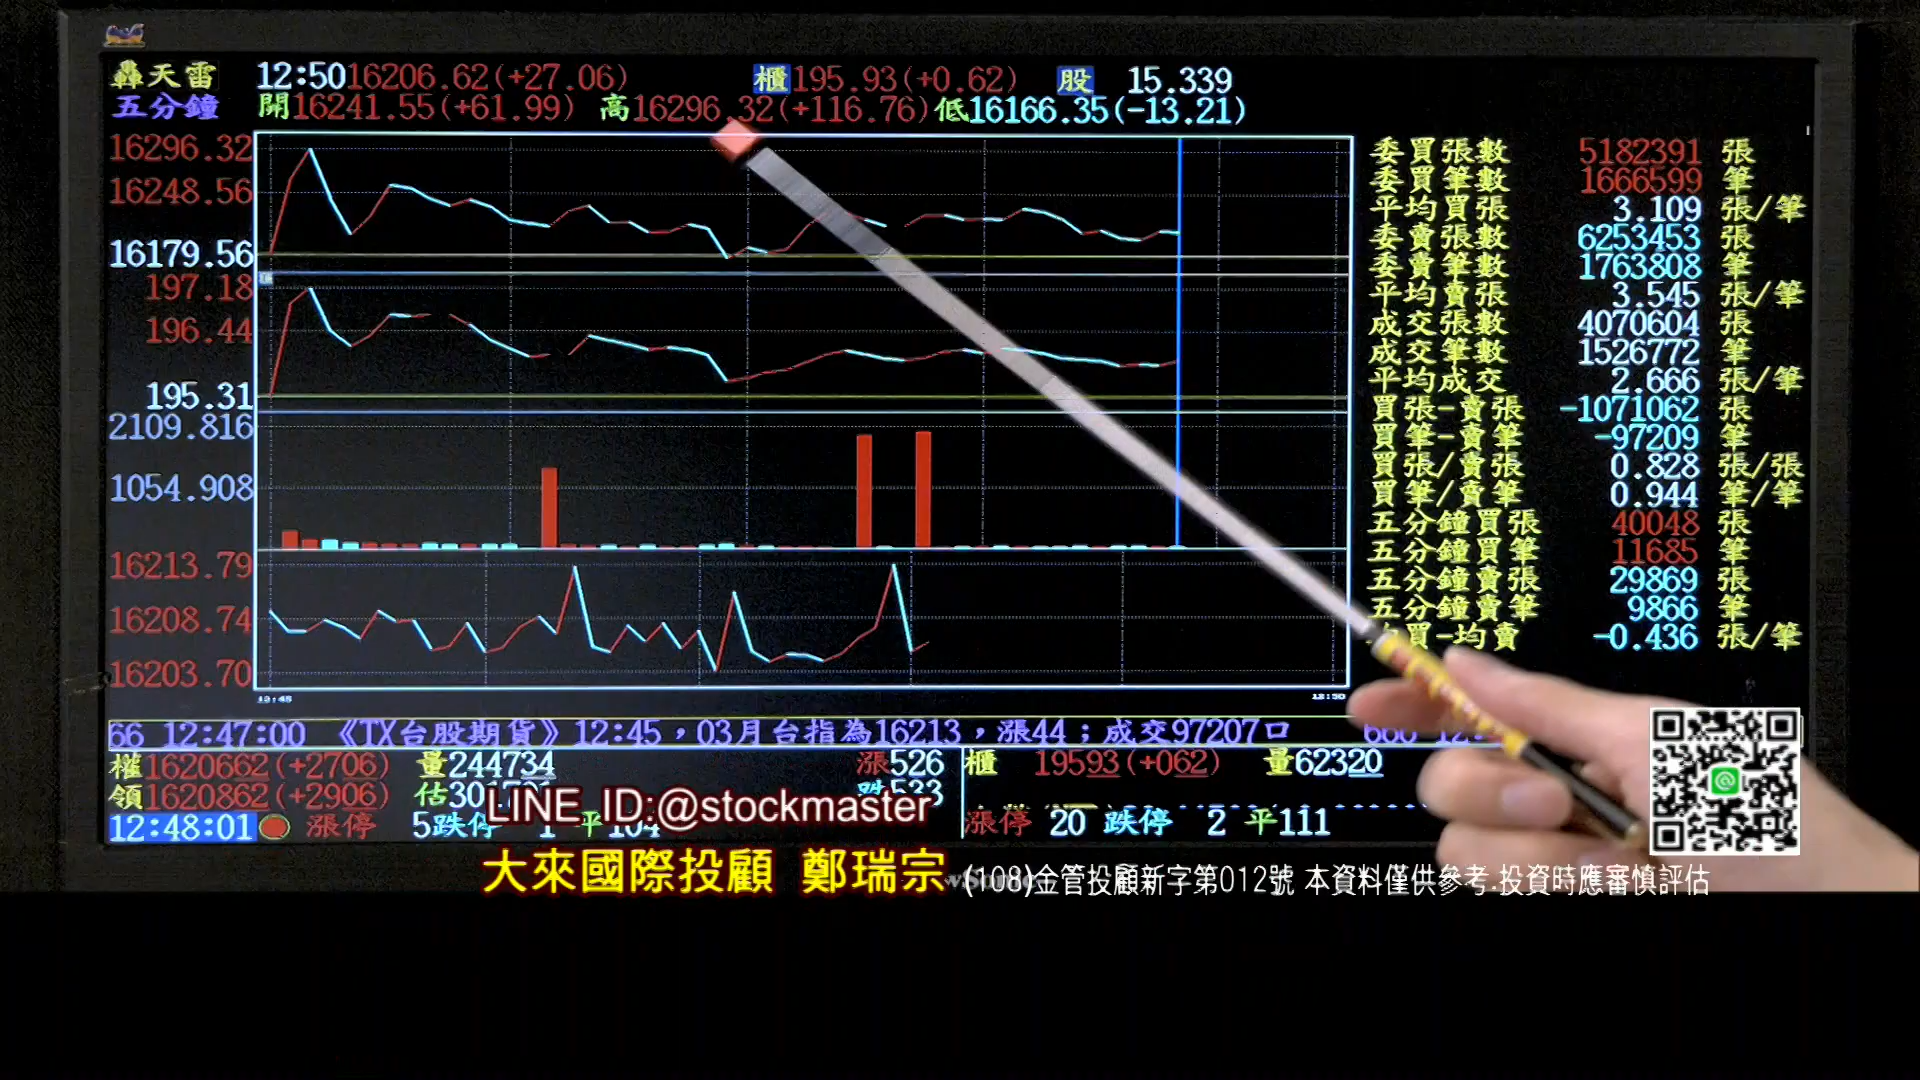 轟天雷 12:50 16206.62(+27.06) 櫃 195.93(+0.62) 股 15.339
五分鐘 開16241.55(+61.99) 高16296.32(+116.76) 低16166.35(-13.21)
16296.32
16248.56
16179.56
197.18
196.44
195.31
2109.816
1054.908
16213.79
16208.74
16203.70
委買張數 5182391 張
委買筆數 1666599 筆
平均買張 3.109 張/筆
委賣張數 6253453 張
委賣筆數 1763808 筆
平均賣張 3.545 張/筆
成交張數 4070604 張
成交筆數 1526772 筆
平均成交 2.666 張/筆
買張-賣張 -1071062 張
買筆-賣筆 -97209 筆
買張/賣張 0.828 張/張
買筆/賣筆 0.944 筆/筆
五分鐘買張 40048 張
五分鐘買筆 11685 筆
五分鐘賣張 29869 張
五分鐘賣筆 9866 筆
買-均賣 -0.436 張/筆
66 12:47:00 《TX台股期貨》12:45，03月台指為16213，漲44；成交97207口
權1620662(+2706) 量244734 漲526 櫃 19593(+062) 量62320
領1620862(+2906) 估301 跌533
12:48:01 漲停 5跌停 1 平104 漲停 20 跌停 2 平111
LINE ID:@stockmaster
大來國際投顧 鄭瑞宗
(108)金管投顧新字第012號 本資料僅供參考.投資時應審慎評估